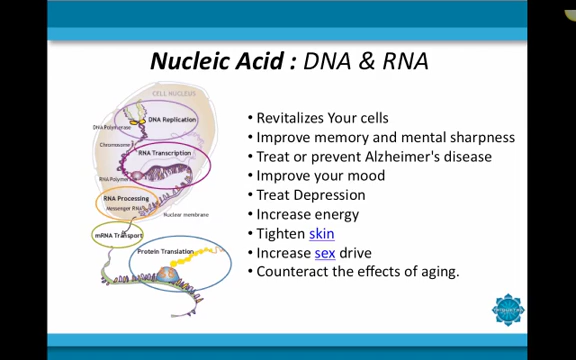 Nucleic Acid : DNA & RNA
CELL NUCLEUS
DNA Replication
DNA Polymerase
Chromosome
RNA Transcription
RNA Polymerase
RNA Processing
Messenger RNA
Nuclear membrane
mRNA Transport
Protein Translation
• Revitalizes Your cells
• Improve memory and mental sharpness
• Treat or prevent Alzheimer's disease
• Improve your mood
• Treat Depression
• Increase energy
• Tighten skin
• Increase sex drive
• Counteract the effects of aging.